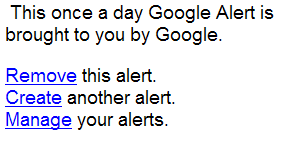 This once a day Google Alert is
brought to you by Google.
Remove this alert.
Create another alert.
Manage your alerts.